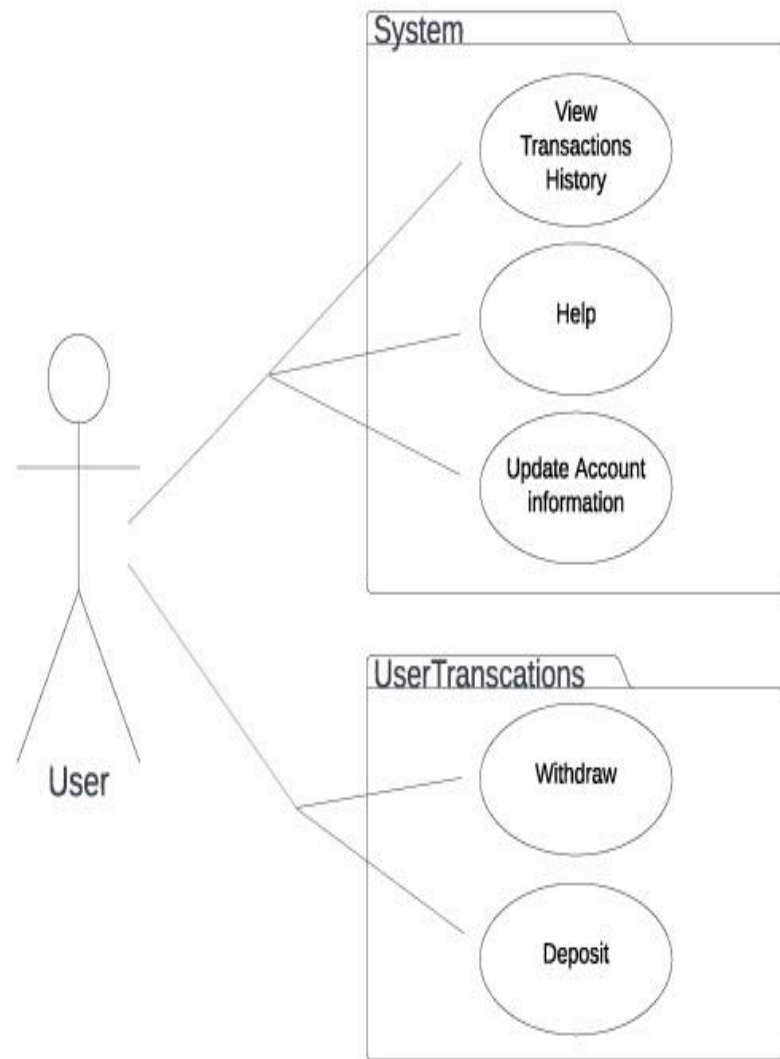 System
View
Transactions
History
Help
Update Account
information
User
UserTranscations
Withdraw
Deposit